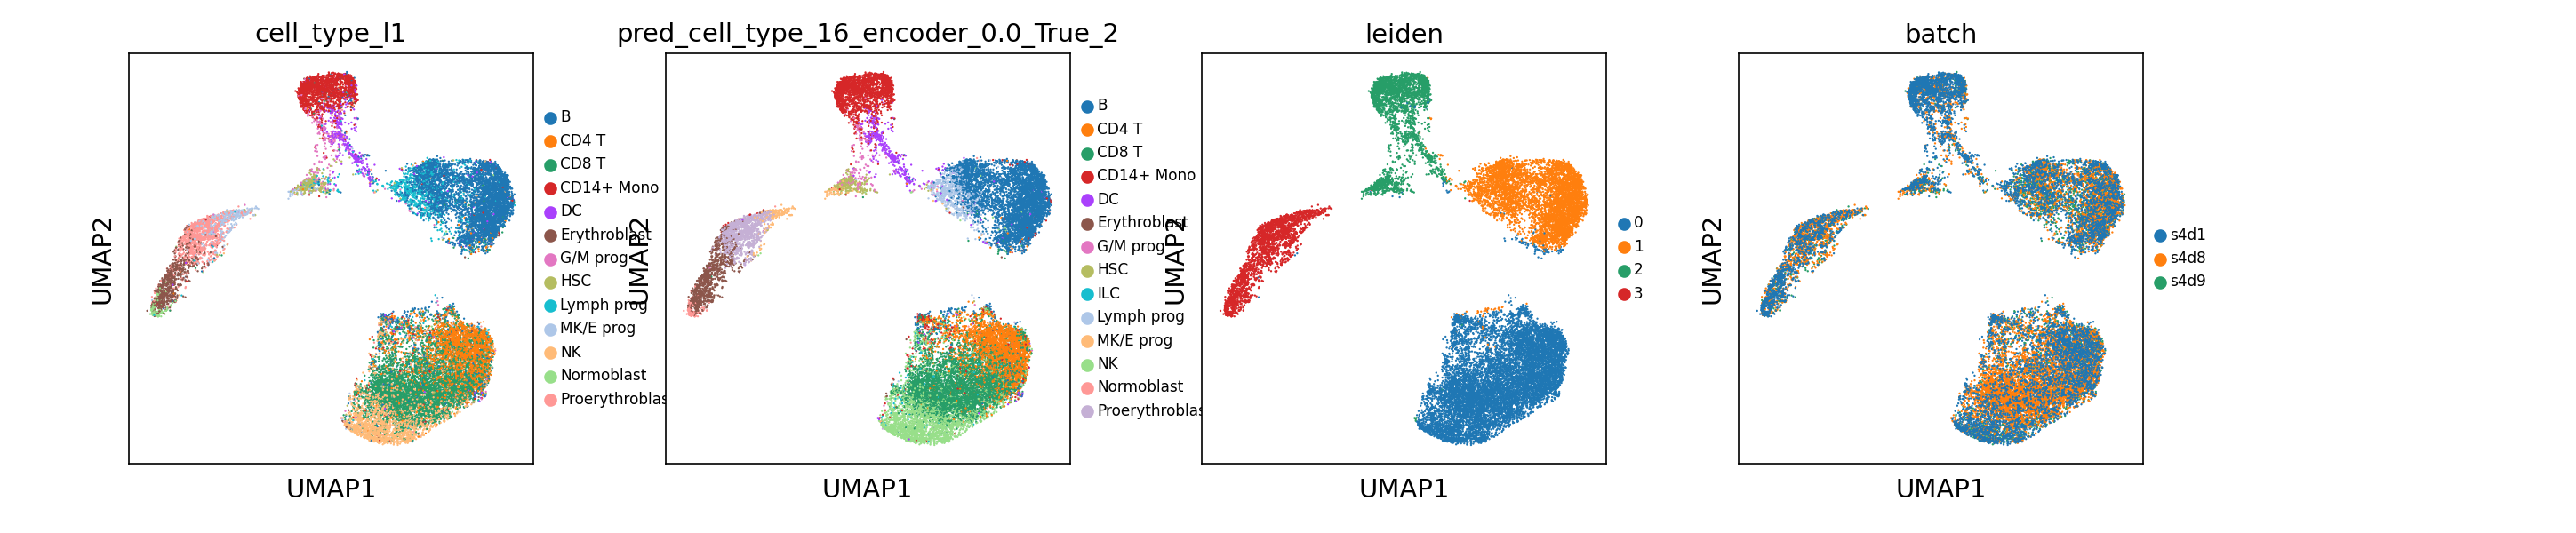 cell_type_l1
UMAP2
UMAP1
B
CD4 T
CD8 T
CD14+ Mono
DC
Erythroblast
G/M prog
HSC
Lymph prog
MK/E prog
NK
Normoblast
Proerythroblas
pred_cell_type_16_encoder_0.0_True_2
UMAP2
UMAP1
B
CD4 T
CD8 T
CD14+ Mono
DC
Erythroblast
G/M prog
HSC
ILC
Lymph prog
MK/E prog
NK
Normoblast
Proerythroblas
leiden
UMAP2
UMAP1
0
1
2
3
batch
UMAP2
UMAP1
s4d1
s4d8
s4d9